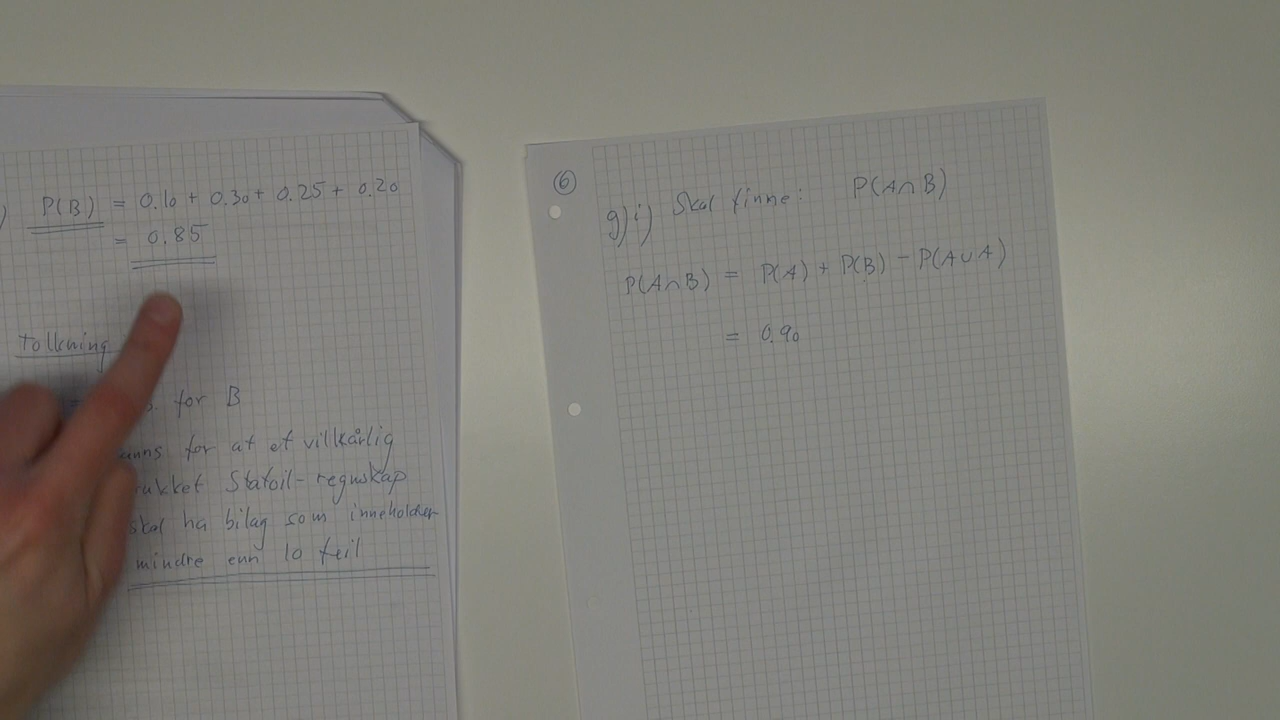 P(B) = 0.10 + 0.30 + 0.25 + 0.20
= 0.85
Tolkning
for B
for at et vilkårlig
Statoil-regnskap
skal ha bilag som inneholder
mindre enn 10 feil
6
g)i) Skal finne: P(A∩B)
P(A∩B) = P(A) + P(B) - P(A∪A)
= 0.90